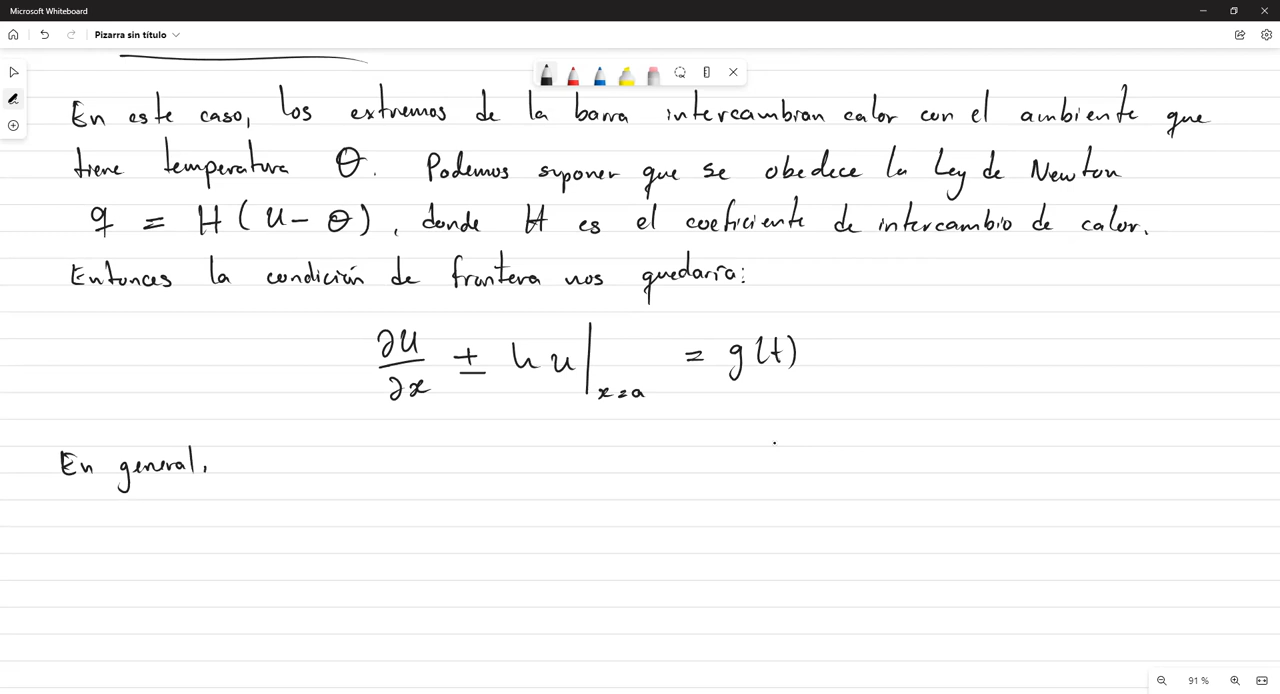 Microsoft Whiteboard
Pizarra sin título
En este caso, los extremos de la barra intercambian calor con el ambiente que
tiene temperatura Θ. Podemos suponer que se obedece la Ley de Newton
q = H(u - Θ), donde H es el coeficiente de intercambio de calor.
Entonces la condición de frontera nos quedaría:
∂u/∂x ± hu|x=a = g(t)
En general,
91 %